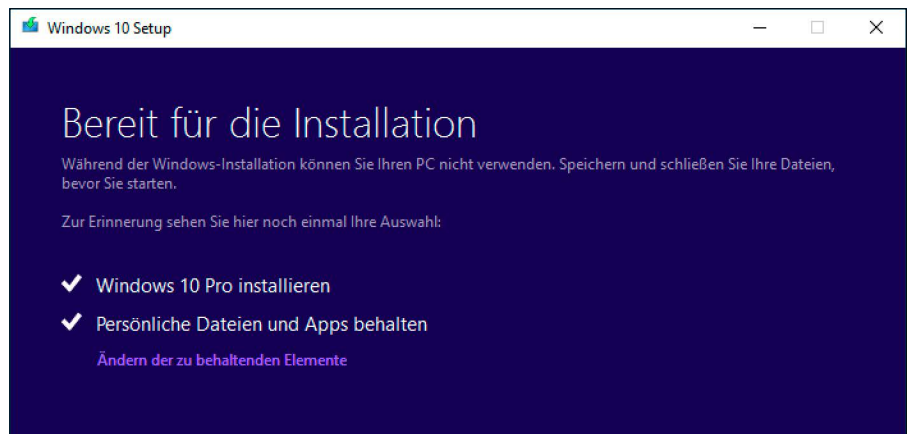 Windows 10 Setup
Bereit für die Installation
Während der Windows-Installation können Sie Ihren PC nicht verwenden. Speichern und schließen Sie Ihre Dateien,
bevor Sie starten.
Zur Erinnerung sehen Sie hier noch einmal Ihre Auswahl:
Windows 10 Pro installieren
Persönliche Dateien und Apps behalten
Ändern der zu behaltenden Elemente